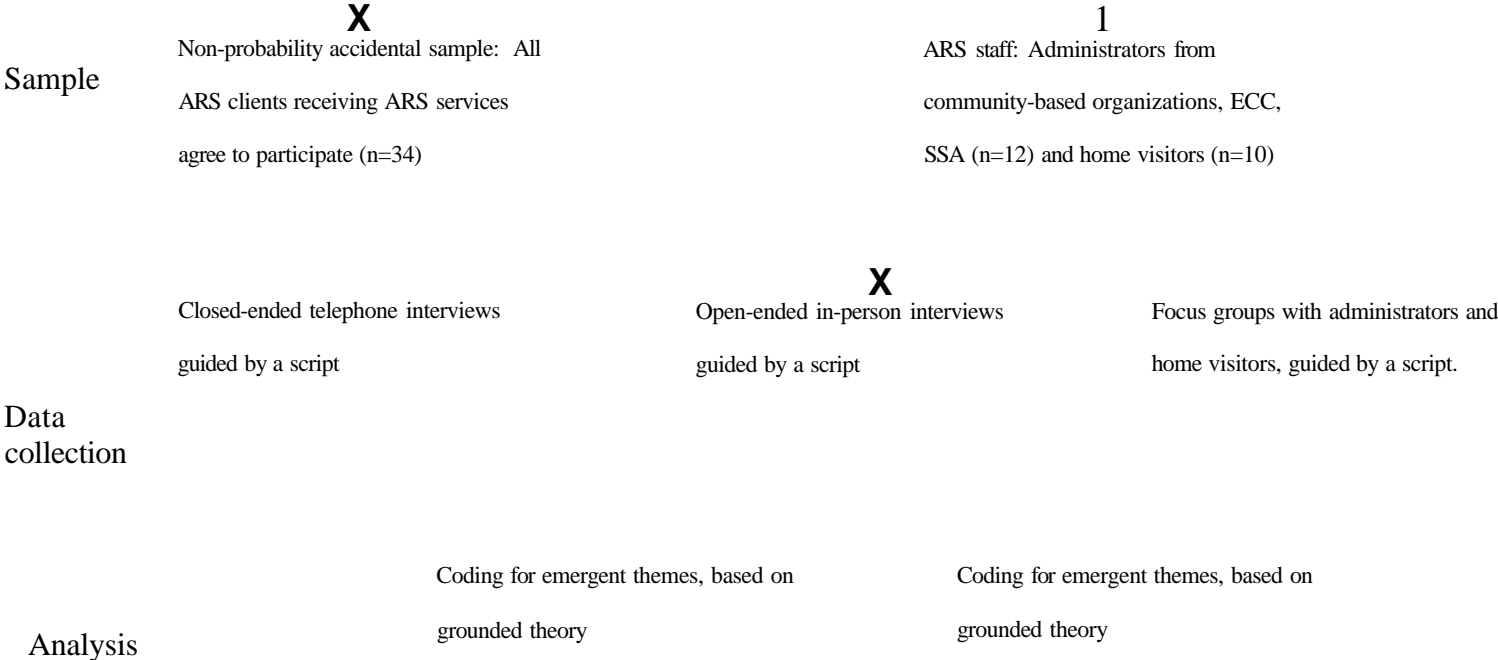 X
1
Sample
Non-probability accidental sample: All
ARS clients receiving ARS services
agree to participate (n=34)
ARS staff: Administrators from
community-based organizations, ECC,
SSA (n=12) and home visitors (n=10)
X
Data
collection
Closed-ended telephone interviews
guided by a script
Open-ended in-person interviews
guided by a script
Focus groups with administrators and
home visitors, guided by a script.
Analysis
Coding for emergent themes, based on
grounded theory
Coding for emergent themes, based on
grounded theory